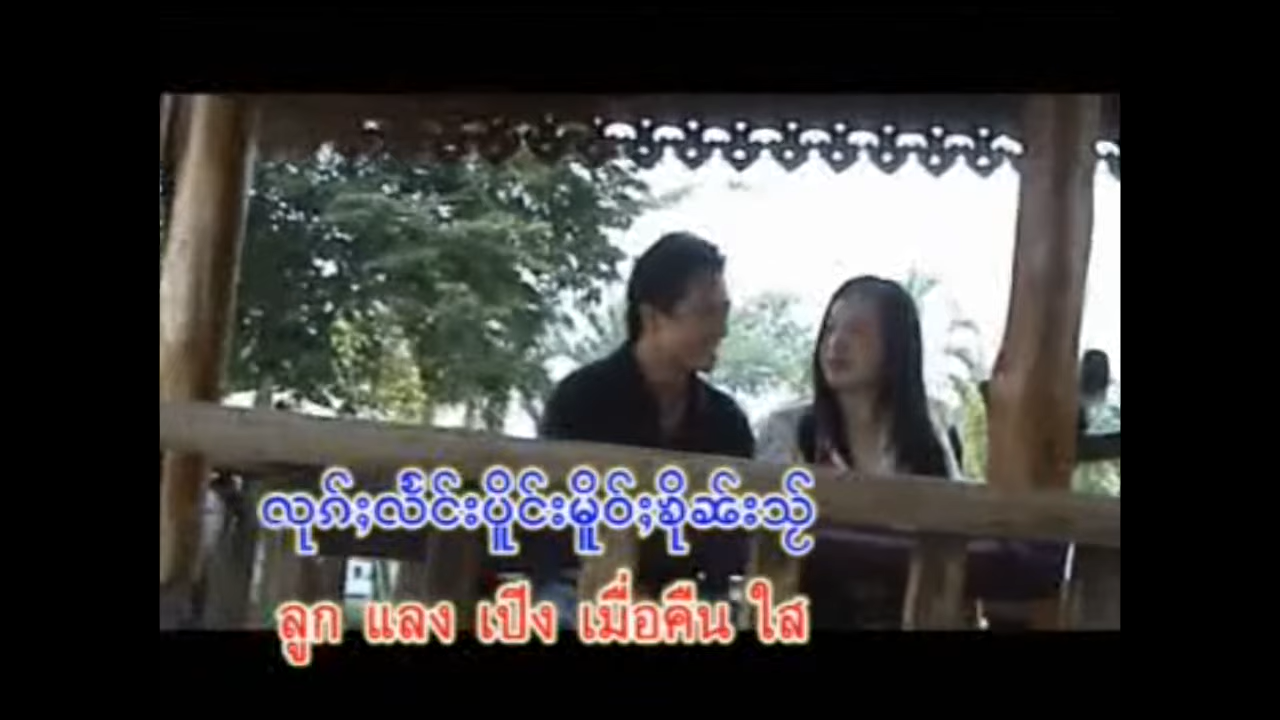 လုၵ်ႈလႅင်းပိူင်းမိူဝ်ႈၶိုၼ်းသႂ်
ลูก แลง เปีง เมื่อคืน ใส